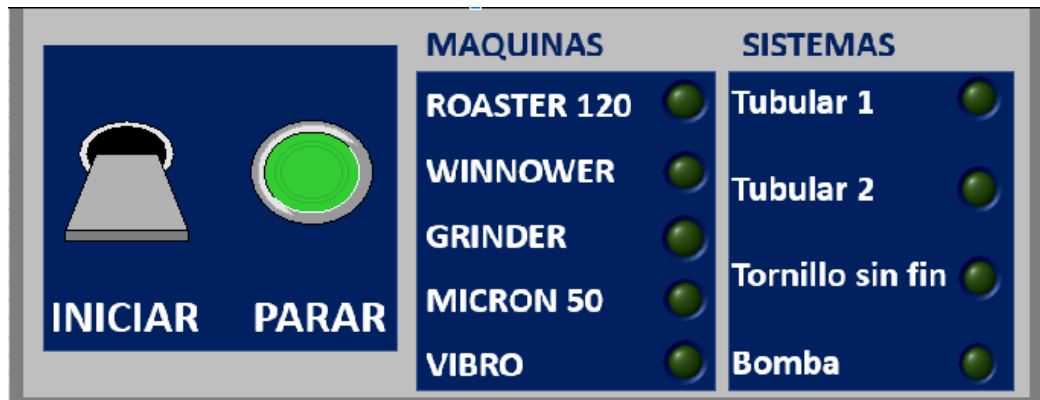 MAQUINAS
SISTEMAS
ROASTER 120
Tubular 1
WINNOWER
Tubular 2
GRINDER
Tornillo sin fin
MICRON 50
INICIAR
PARAR
VIBRO
Bomba